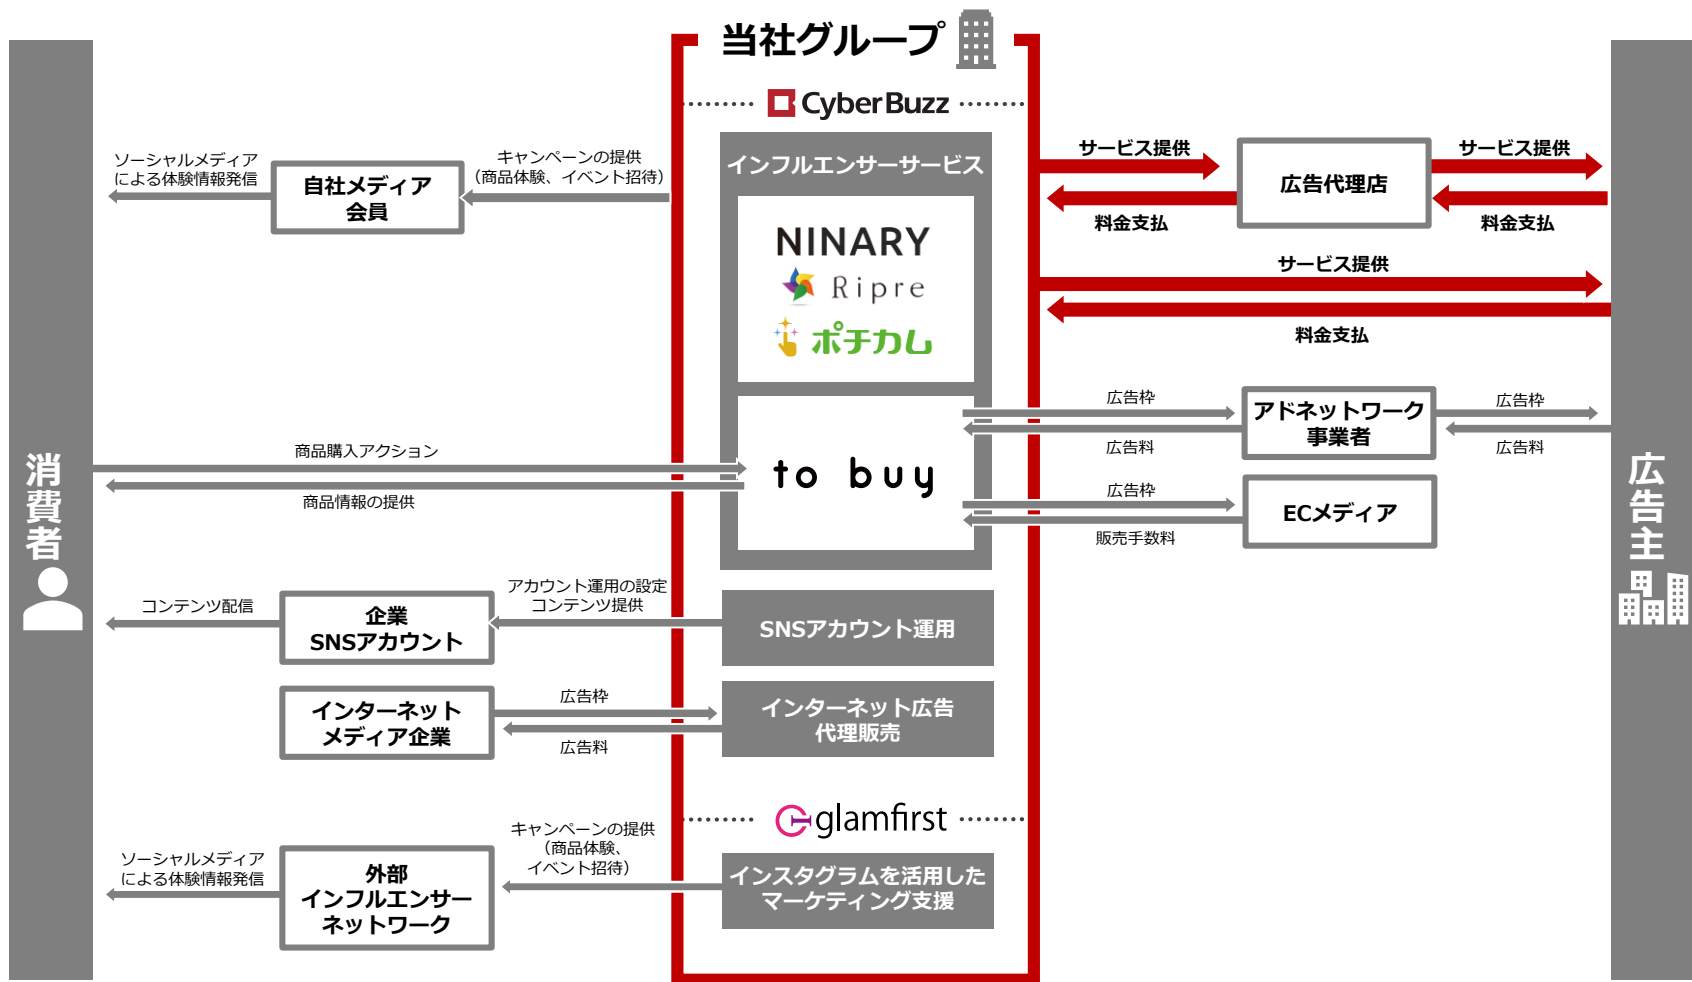 当社グループ
CyberBuzz
インフルエンサーサービス
NINARY
Ripre
ポチカム
to buy
SNSアカウント運用
インターネット広告
代理販売
glamfirst
インスタグラムを活用した
マーケティング支援
消費者
ソーシャルメディア
による体験情報発信
自社メディア
会員
キャンペーンの提供
（商品体験、イベント招待）
商品購入アクション
商品情報の提供
コンテンツ配信
企業
SNSアカウント
アカウント運用の設定
コンテンツ提供
インターネット
メディア企業
広告枠
広告料
ソーシャルメディア
による体験情報発信
外部
インフルエンサー
ネットワーク
キャンペーンの提供
（商品体験、
イベント招待）
サービス提供
料金支払
広告代理店
サービス提供
料金支払
サービス提供
料金支払
広告枠
広告料
アドネットワーク
事業者
広告枠
広告料
広告枠
販売手数料
ECメディア
広告主